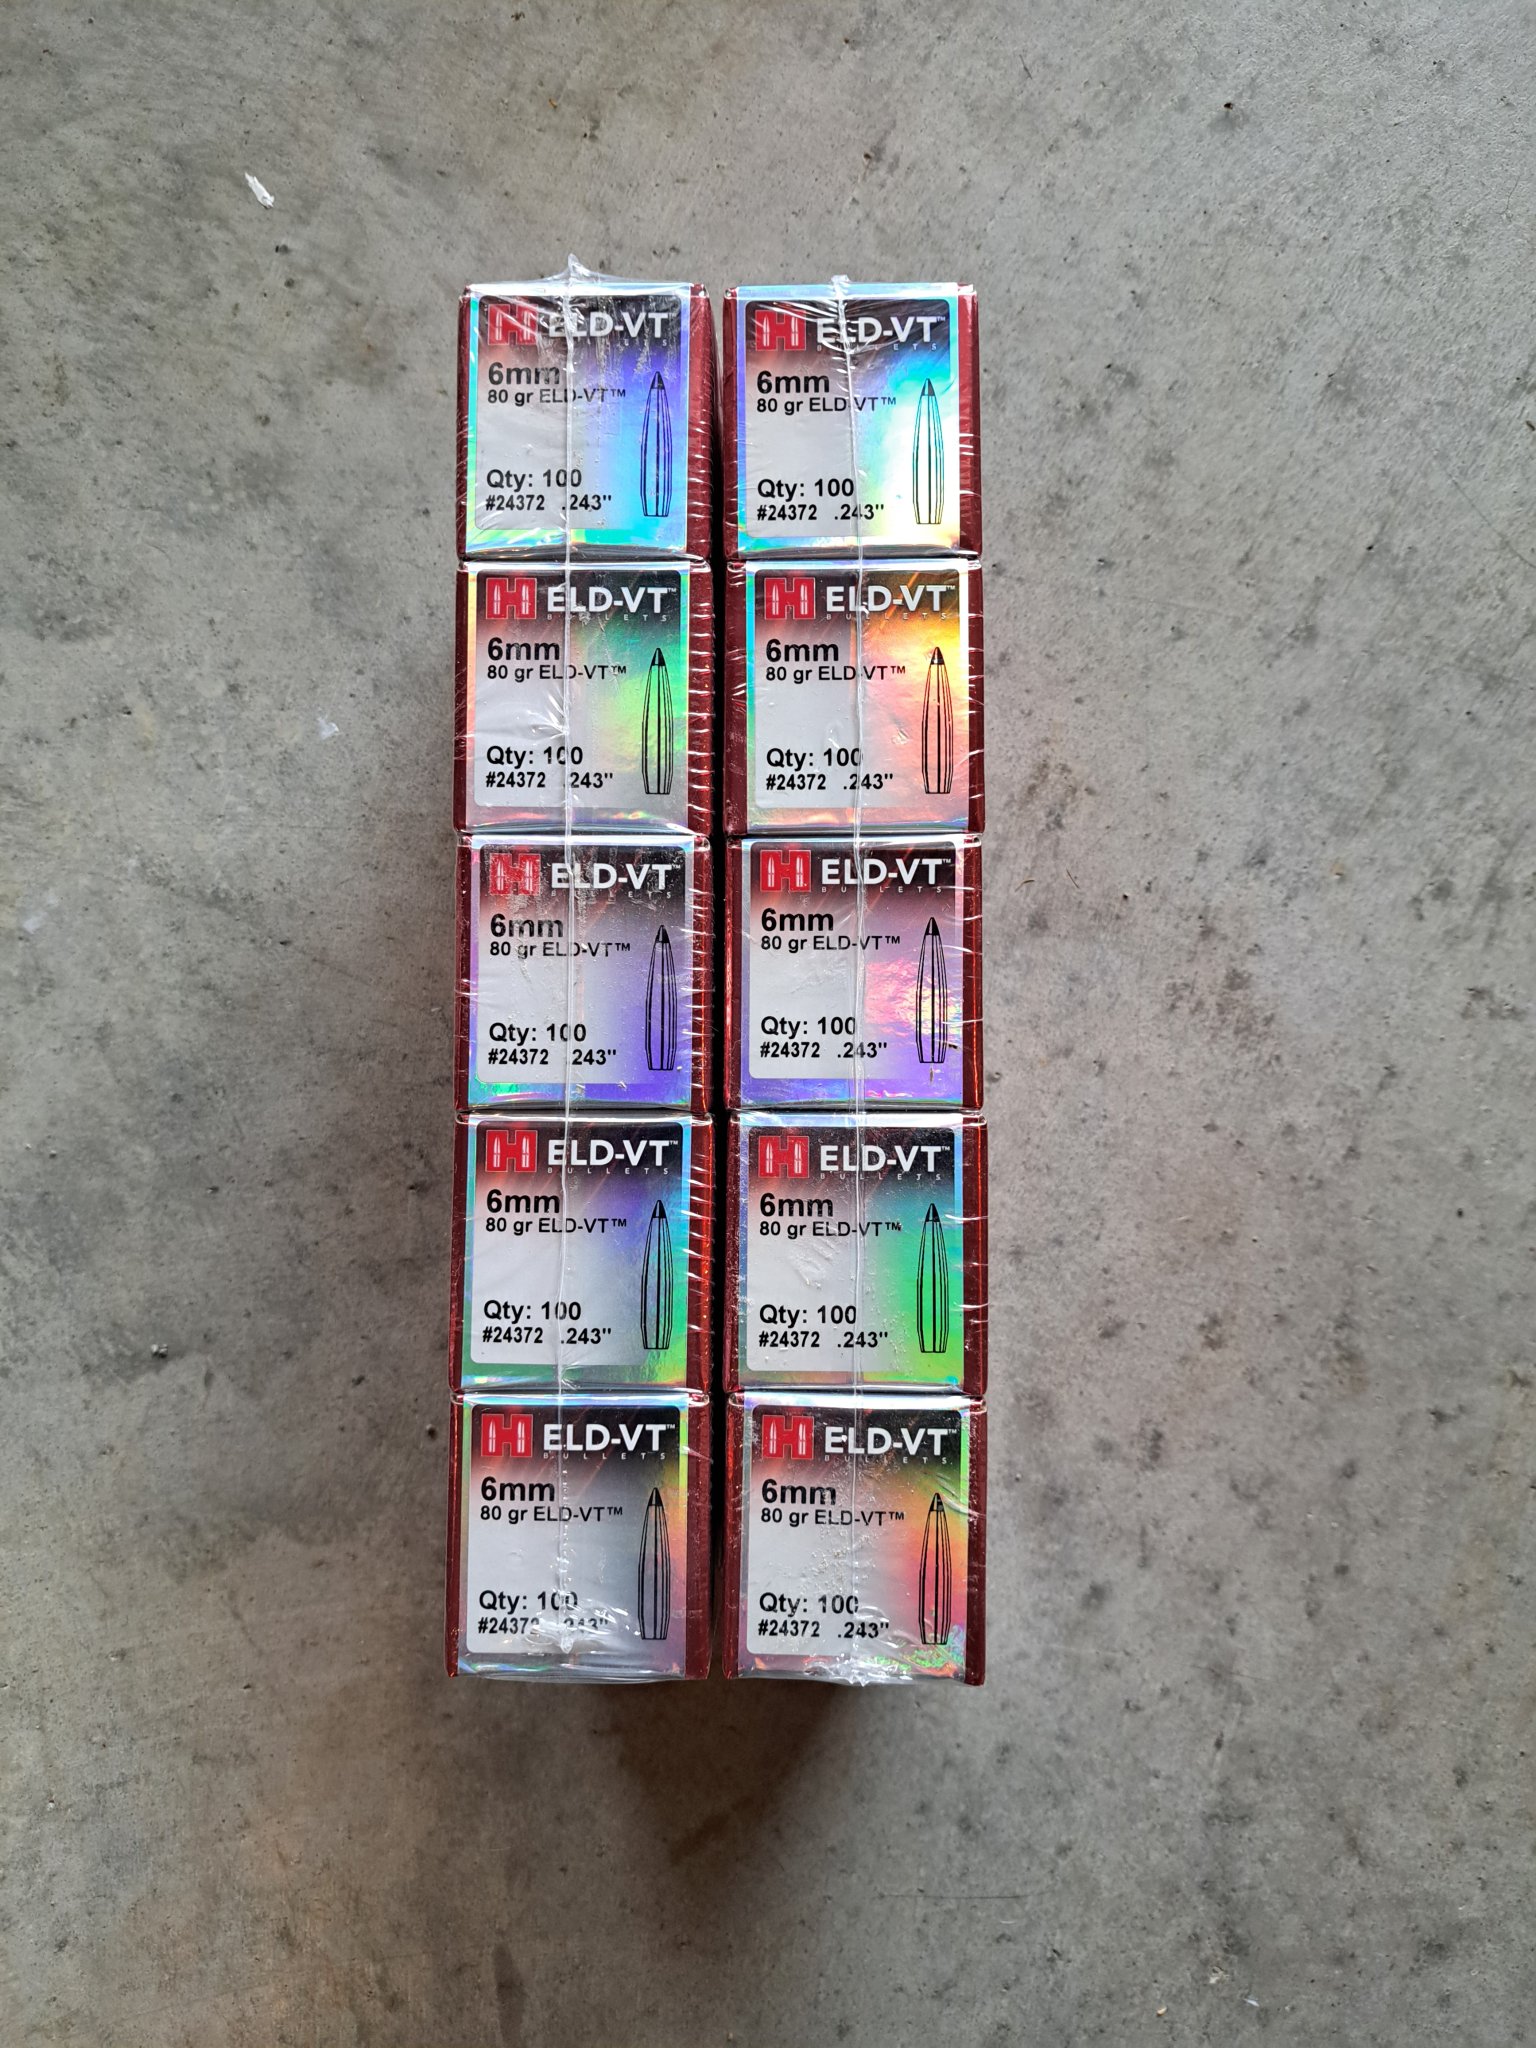 ELD-VT
BULLETS
6mm
80 gr ELD-VT™
Qty: 100
#24372 .243"
ELD-VT™
BULLETS
6mm
80 gr ELD-VT™
Qty: 100
#24372 .243"
ELD-VT™
BULLETS
6mm
80 gr ELD-VT™
Qty: 100
#24372 .243"
ELD-VT™
BULLETS
6mm
80 gr ELD-VT™
Qty: 100
#24372 .243"
ELD-VT™
BULLETS
6mm
80 gr ELD-VT™
Qty: 100
#24372 .243"
ELD-VT™
BULLETS
6mm
80 gr ELD-VT™
Qty: 100
#24372 .243"
ELD-VT™
BULLETS
6mm
80 gr ELD-VT™
Qty: 100
#24372 .243"
ELD-VT™
BULLETS
6mm
80 gr ELD-VT™
Qty: 100
#24372 .243"
ELD-VT™
BULLETS
6mm
80 gr ELD-VT™
Qty: 100
#24372 .243"
ELD-VT™
BULLETS
6mm
80 gr ELD-VT™
Qty: 100
#24372 .243"